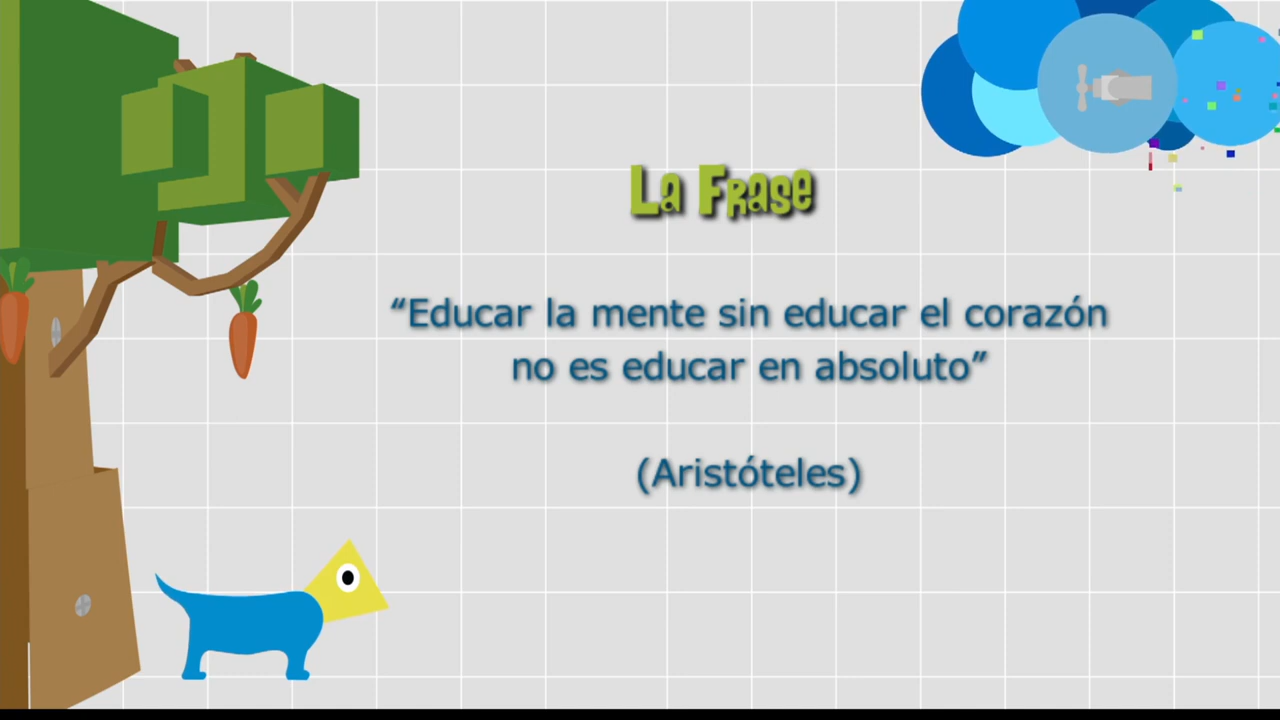 La Frase
“Educar la mente sin educar el corazón
no es educar en absoluto”
(Aristóteles)